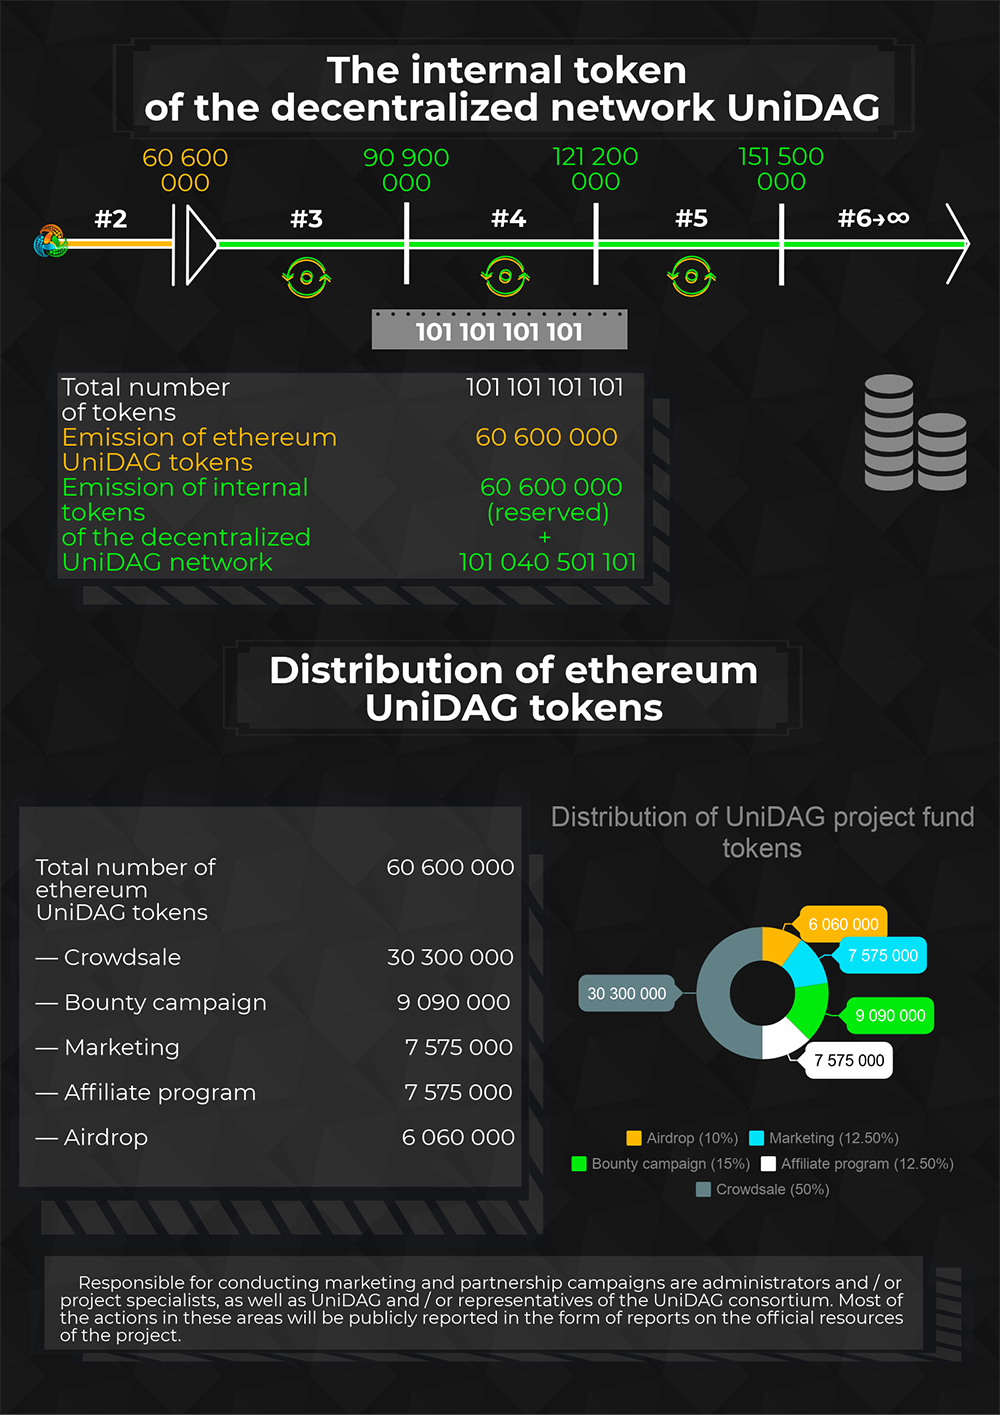 The internal token
of the decentralized network UniDAG
60 600
000
90 900
000
121 200
000
151 500
000
#2
#3
#4
#5
#6→∞
101 101 101 101
Total number
of tokens
101 101 101 101
Emission of ethereum
UniDAG tokens
60 600 000
Emission of internal
tokens
of the decentralized
UniDAG network
60 600 000
(reserved)
+
101 040 501 101
Distribution of ethereum
UniDAG tokens
Total number of
ethereum
UniDAG tokens
60 600 000
— Crowdsale 30 300 000
— Bounty campaign 9 090 000
— Marketing 7 575 000
— Affiliate program 7 575 000
— Airdrop 6 060 000
Distribution of UniDAG project fund
tokens
6 060 000
7 575 000
30 300 000
9 090 000
7 575 000
Airdrop (10%) Marketing (12.50%)
Bounty campaign (15%) Affiliate program (12.50%)
Crowdsale (50%)
Responsible for conducting marketing and partnership campaigns are administrators and / or
project specialists, as well as UniDAG and / or representatives of the UniDAG consortium. Most of
the actions in these areas will be publicly reported in the form of reports on the official resources
of the project.